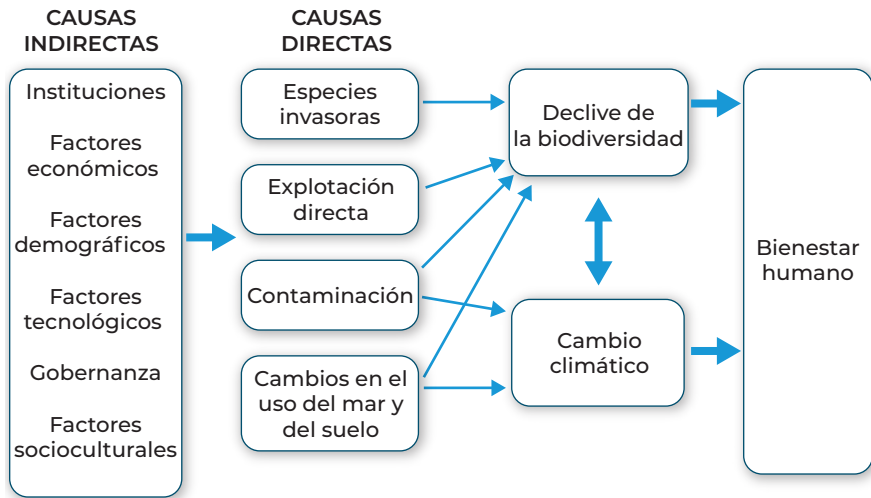 CAUSAS
INDIRECTAS
Instituciones
Factores
económicos
Factores
demográficos
Factores
tecnológicos
Gobernanza
Factores
socioculturales
CAUSAS
DIRECTAS
Especies
invasoras
Explotación
directa
Contaminación
Cambios en el
uso del mar y
del suelo
Declive de
la biodiversidad
Cambio
climático
Bienestar
humano